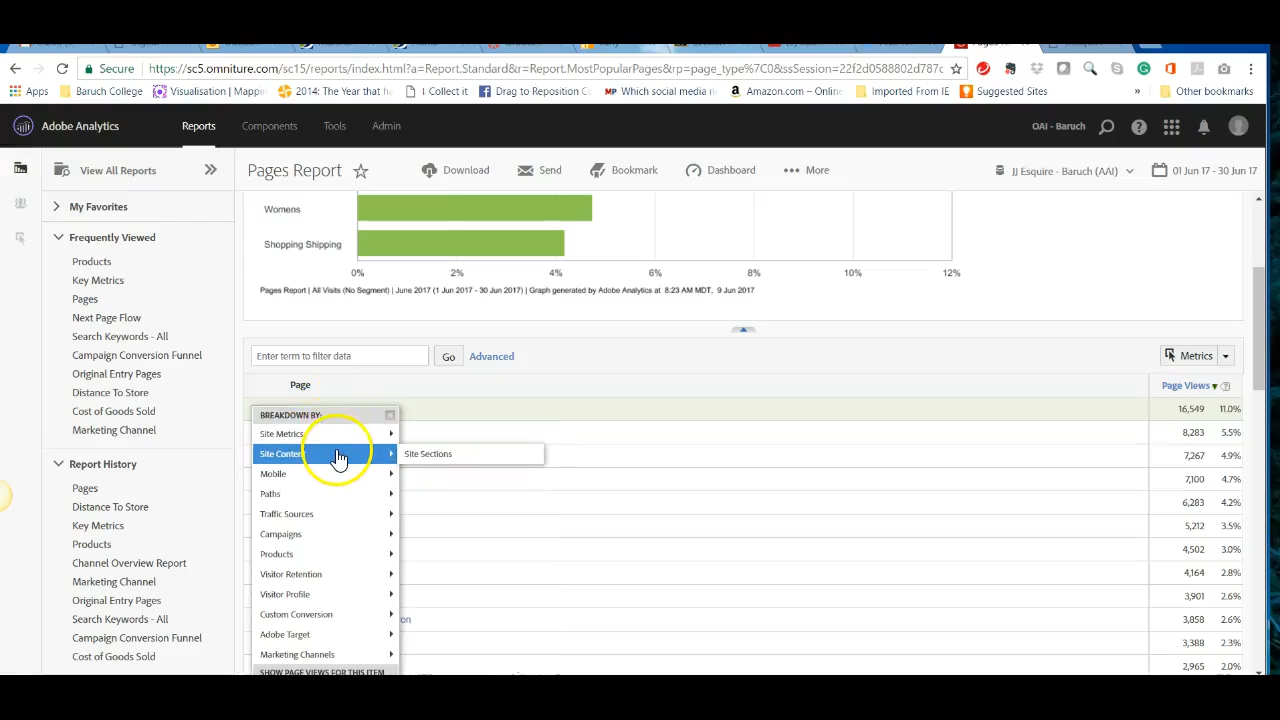 Secure https://sc5.omniture.com/sc15/reports/index.html?a=Report.Standard&r=Report.MostPopularPages&rp=page_type%7C0&ssSession=22f2d0588802d787c
Apps Baruch College Visualisation | Mappin 2014: The Year that ha I Collect it Drag to Reposition Co Which social media ne Amazon.com – Online Imported From IE Suggested Sites » Other bookmarks
Adobe Analytics Reports Components Tools Admin OAI - Baruch
View All Reports Pages Report Download Send Bookmark Dashboard More JJ Esquire - Baruch (AAI) 01 Jun 17 - 30 Jun 17
My Favorites
Frequently Viewed
Products
Key Metrics
Pages
Next Page Flow
Search Keywords - All
Campaign Conversion Funnel
Original Entry Pages
Distance To Store
Cost of Goods Sold
Marketing Channel
Report History
Pages
Distance To Store
Key Metrics
Products
Channel Overview Report
Marketing Channel
Original Entry Pages
Search Keywords - All
Campaign Conversion Funnel
Cost of Goods Sold
Womens
Shopping Shipping
0% 2% 4% 6% 8% 10% 12%
Pages Report | All Visits (No Segment) | June 2017 (1 Jun 2017 - 30 Jun 2017) | Graph generated by Adobe Analytics at 8:23 AM MDT, 9 Jun 2017
Enter term to filter data Go Advanced Metrics
Page Page Views
BREAKDOWN BY:
Site Metrics
Site Content Site Sections
Mobile
Paths
Traffic Sources
Campaigns
Products
Visitor Retention
Visitor Profile
Custom Conversion on
Adobe Target
Marketing Channels
SHOW PAGE VIEWS FOR THIS ITEM
16,549 11.0%
8,283 5.5%
7,267 4.9%
7,100 4.7%
6,283 4.2%
5,212 3.5%
4,502 3.0%
4,164 2.8%
3,901 2.6%
3,858 2.6%
3,388 2.3%
2,965 2.0%